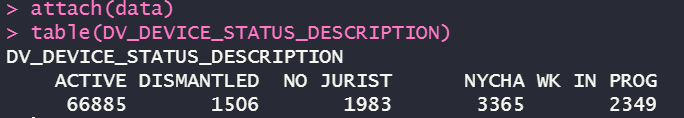 > attach(data)
> table(DV_DEVICE_STATUS_DESCRIPTION)
DV_DEVICE_STATUS_DESCRIPTION
ACTIVE DISMANTLED NO JURIST NYCHA WK IN PROG
66885 1506 1983 3365 2349